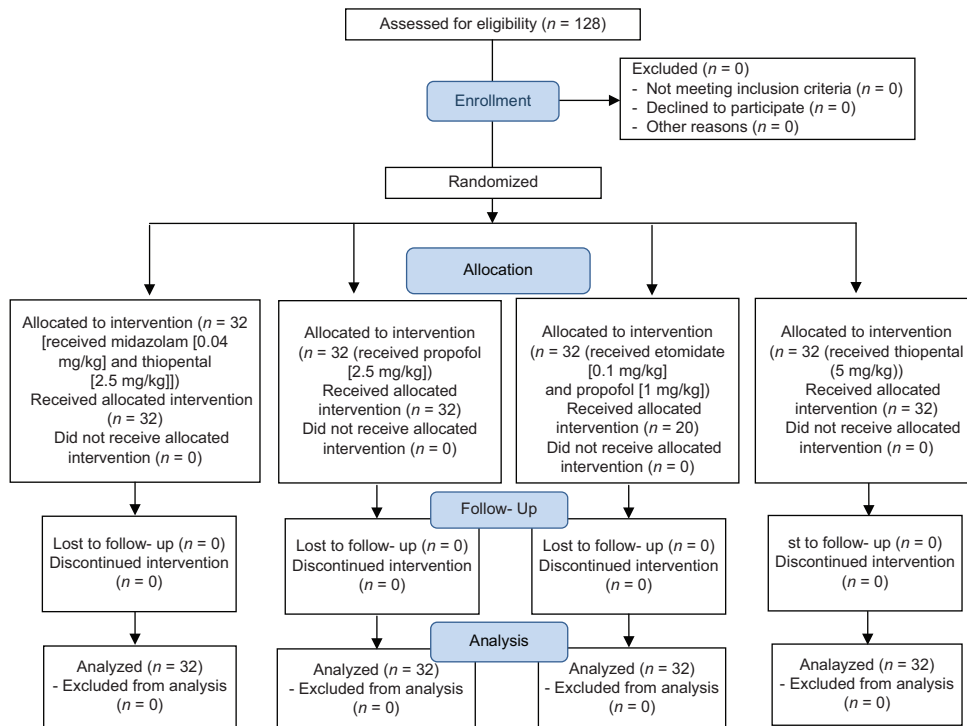 Assessed for eligibility (n = 128)
Excluded (n = 0)
- Not meeting inclusion criteria (n = 0)
- Declined to participate (n = 0)
- Other reasons (n = 0)
Enrollment
Randomized
Allocation
Allocated to intervention (n = 32
[received midazolam [0.04
mg/kg] and thiopental
[2.5 mg/kg]])
Received allocated intervention
(n = 32)
Did not receive allocated
intervention (n = 0)
Allocated to intervention
(n = 32 (received propofol
[2.5 mg/kg])
Received allocated
intervention (n = 32)
Did not receive allocated
intervention (n = 0)
Allocated to intervention
(n = 32 (received etomidate
[0.1 mg/kg]
and propofol [1 mg/kg])
Received allocated
intervention (n = 20)
Did not receive allocated
intervention (n = 0)
Allocated to intervention
(n = 32 (received thiopental
(5 mg/kg))
Received allocated
intervention (n = 32)
Did not receive allocated
intervention (n = 0)
Follow- Up
Lost to follow- up (n = 0)
Discontinued intervention
(n = 0)
Lost to follow- up (n = 0)
Discontinued intervention
(n = 0)
Lost to follow- up (n = 0)
Discontinued intervention
(n = 0)
st to follow- up (n = 0)
Discontinued intervention
(n = 0)
Analysis
Analyzed (n = 32)
- Excluded from analysis
(n = 0)
Analyzed (n = 32)
- Excluded from analysis
(n = 0)
Analyzed (n = 32)
- Excluded from analysis
(n = 0)
Analayzed (n = 32)
- Excluded from analysis
(n = 0)